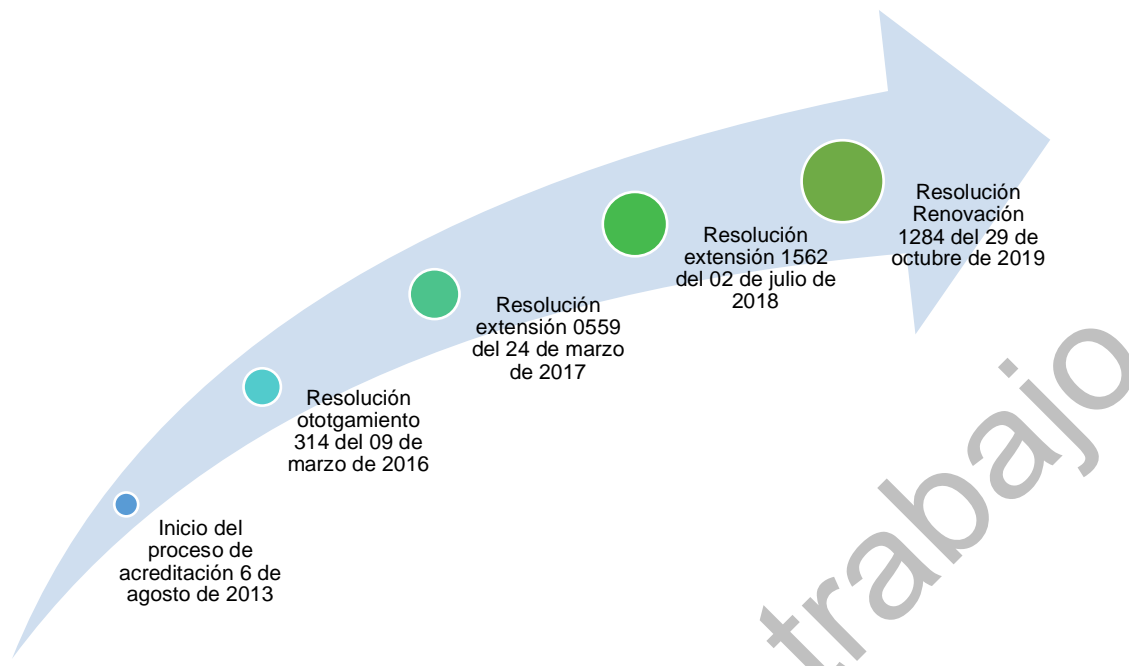 Resolución
Renovación
1284 del 29 de
octubre de 2019
Resolución
extensión 1562
del 02 de julio de
2018
Resolución
extensión 0559
del 24 de marzo
de 2017
Resolución
ototgamiento
314 del 09 de
marzo de 2016
Inicio del
proceso de
acreditación 6 de
agosto de 2013
trabajo